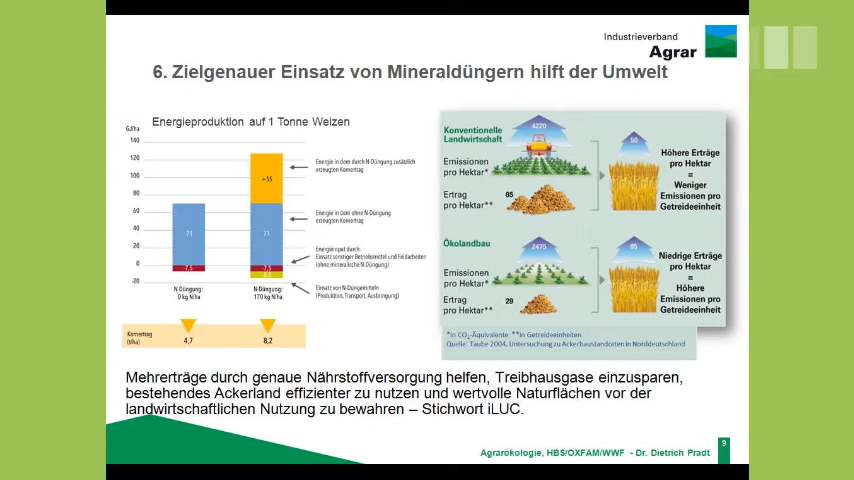 Industrieverband
Agrar
6. Zielgenauer Einsatz von Mineraldüngern hilft der Umwelt
Energieproduktion auf 1 Tonne Weizen
GJ/ha
140
120
100
80
60
40
20
0
-20
71
-7,5
+55
71
-7,5
N-Düngung:
0 kg N/ha
N-Düngung:
170 kg N/ha
Energie in dem durch N-Düngung zusätzlich
erzeugten Kornertrag
Energie in dem ohne N-Düngung
erzeugten Kornertrag
Energieinput durch:
Einsatz sonstiger Betriebsmittel und Feldarbeiten
(ohne mineralische N-Düngung)
Einsatz von N-Düngemitteln
(Produktion, Transport, Ausbringung)
Kornertrag
(t/ha)
4,7
8,2
Konventionelle
Landwirtschaft
4220
Emissionen
pro Hektar*
Ertrag
pro Hektar**
85
50
Höhere Erträge
pro Hektar
=
Weniger
Emissionen pro
Getreideeinheit
Ökolandbau
2475
Emissionen
pro Hektar*
Ertrag
pro Hektar**
29
85
Niedrige Erträge
pro Hektar
=
Höhere
Emissionen pro
Getreideeinheit
*in CO₂-Äquivalente **in Getreideeinheiten
Quelle: Taube 2004, Untersuchung zu Ackerbaustandorten in Norddeutschland
Mehrerträge durch genaue Nährstoffversorgung helfen, Treibhausgase einzusparen,
bestehendes Ackerland effizienter zu nutzen und wertvolle Naturflächen vor der
landwirtschaftlichen Nutzung zu bewahren – Stichwort iLUC.
Agrarökologie, HBS/OXFAM/WWF - Dr. Dietrich Pradt
9